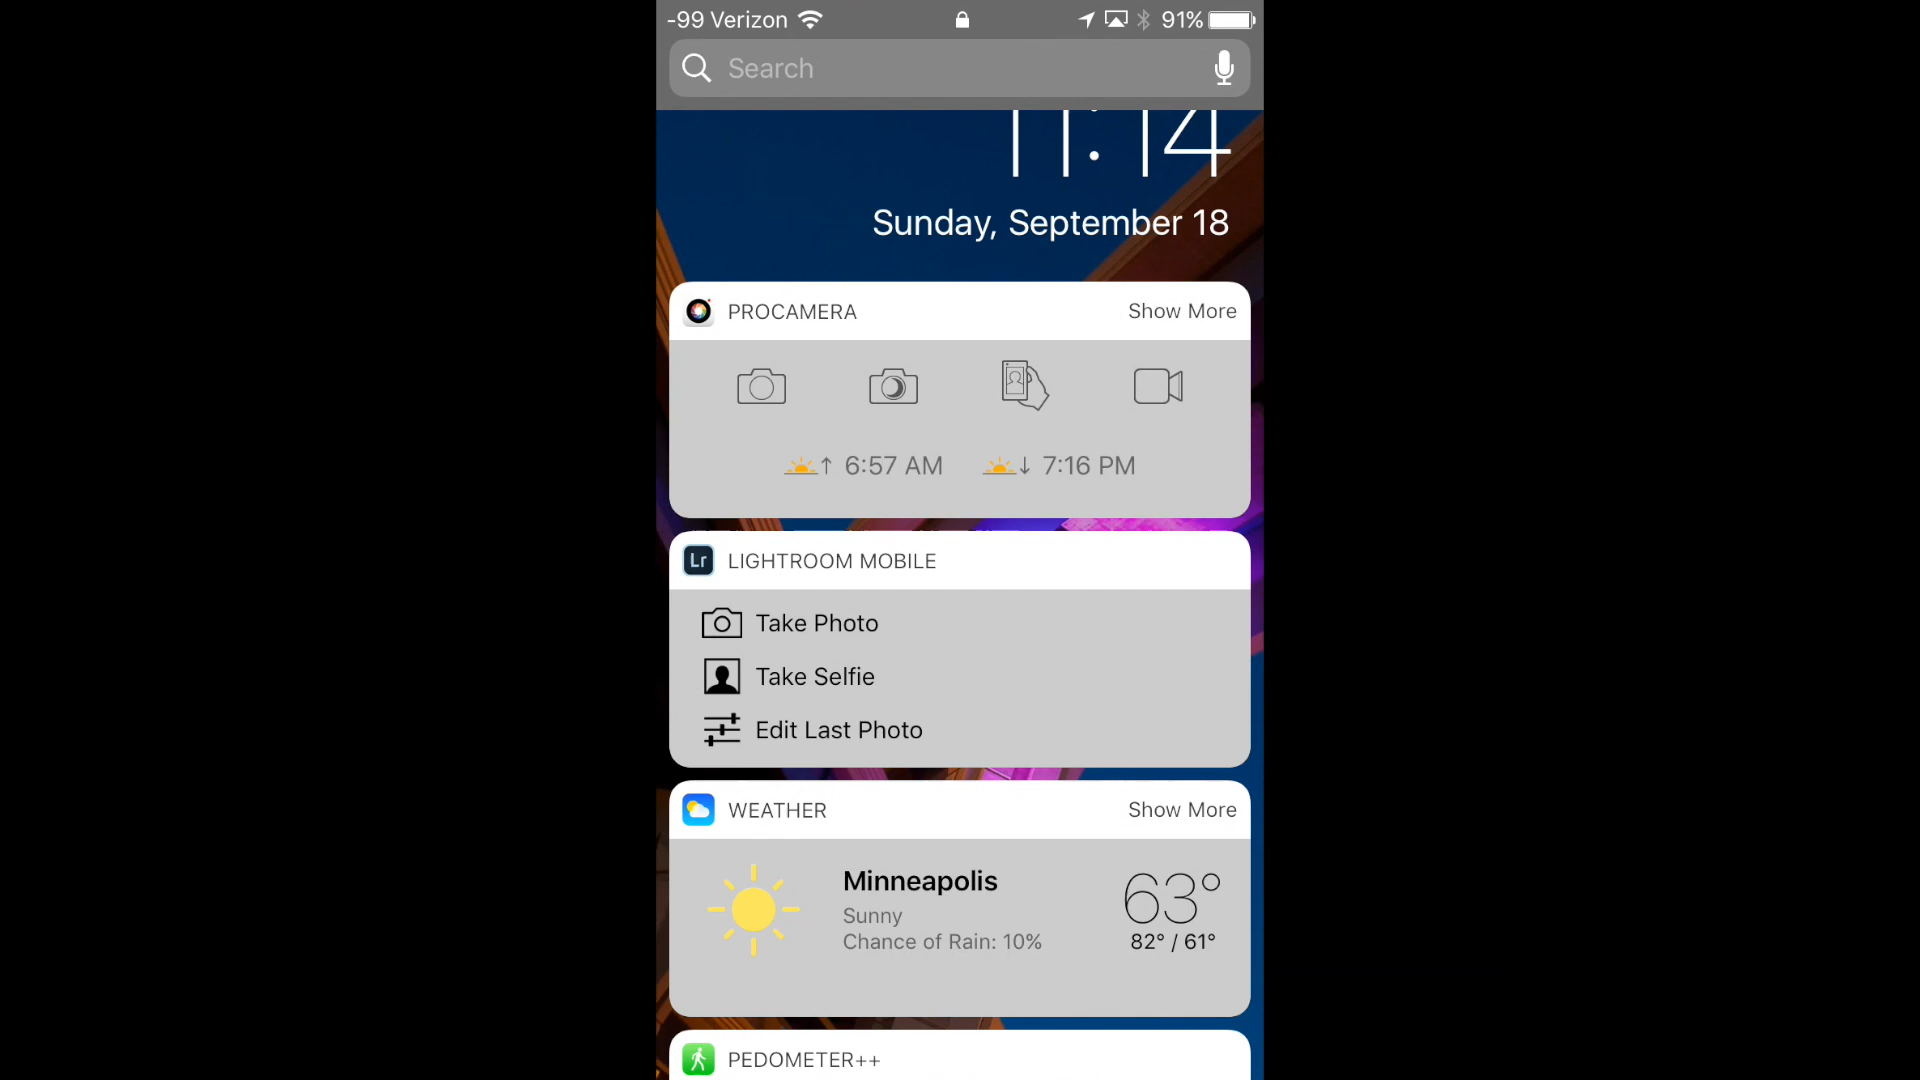 -99 Verizon 91%
Search
11:14
Sunday, September 18
PROCAMERA Show More
6:57 AM 7:16 PM
Lr LIGHTROOM MOBILE
Take Photo
Take Selfie
Edit Last Photo
WEATHER Show More
Minneapolis 63°
Sunny
Chance of Rain: 10% 82° / 61°
PEDOMETER++